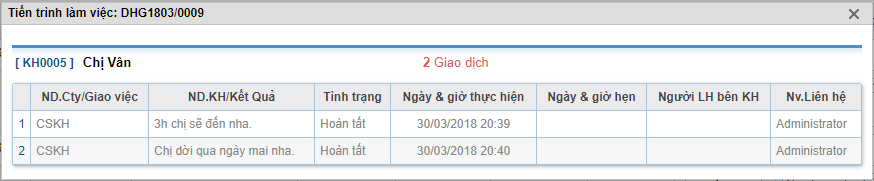 Tiến trình làm việc: DHG1803/0009
[ KH0005 ] Chị Vân 2 Giao dịch
ND.Cty/Giao việc ND.KH/Kết Quả Tình trạng Ngày & giờ thực hiện Ngày & giờ hẹn Người LH bên KH Nv.Liên hệ
1 CSKH 3h chị sẽ đến nha. Hoàn tất 30/03/2018 20:39 Administrator
2 CSKH Chị dời qua ngày mai nha. Hoàn tất 30/03/2018 20:40 Administrator